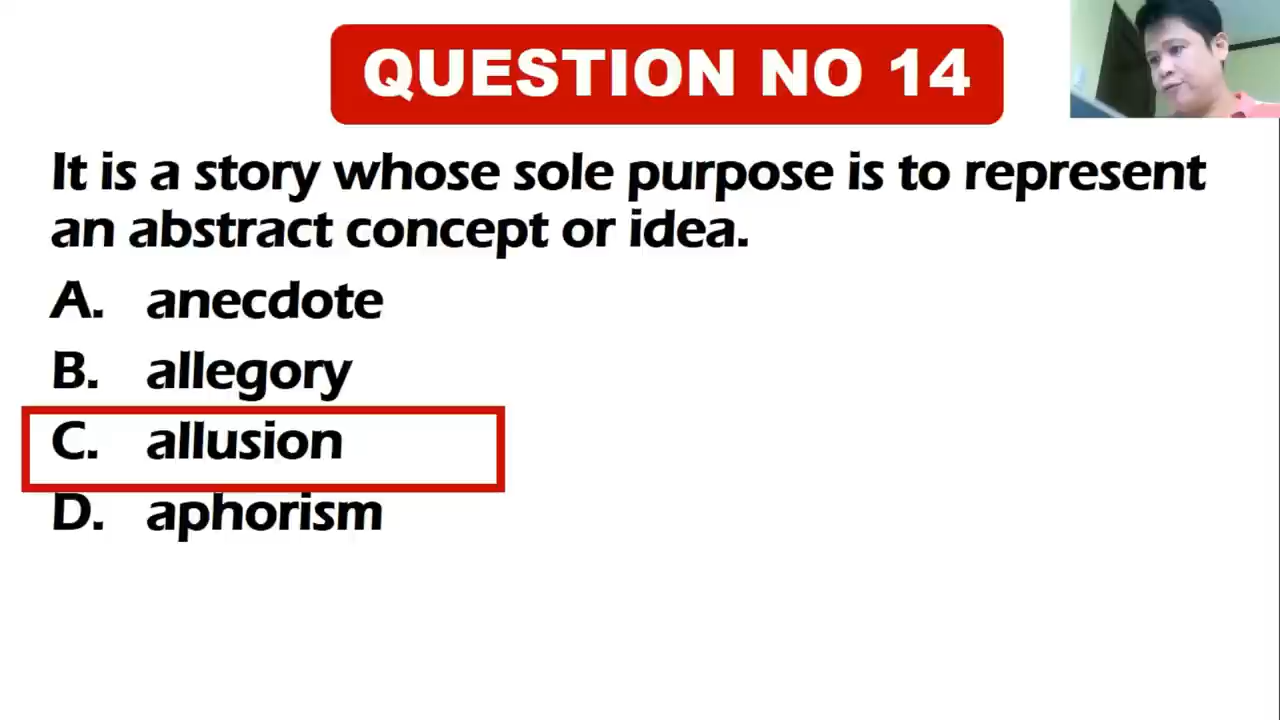 QUESTION NO 14
It is a story whose sole purpose is to represent
an abstract concept or idea.
A. anecdote
B. allegory
C. allusion
D. aphorism